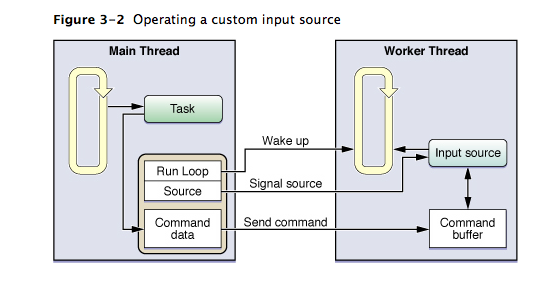 Figure 3–2 Operating a custom input source
Main Thread
Worker Thread
Task
Wake up
Run Loop
Input source
Source
Signal source
Command
data
Send command
Command
buffer